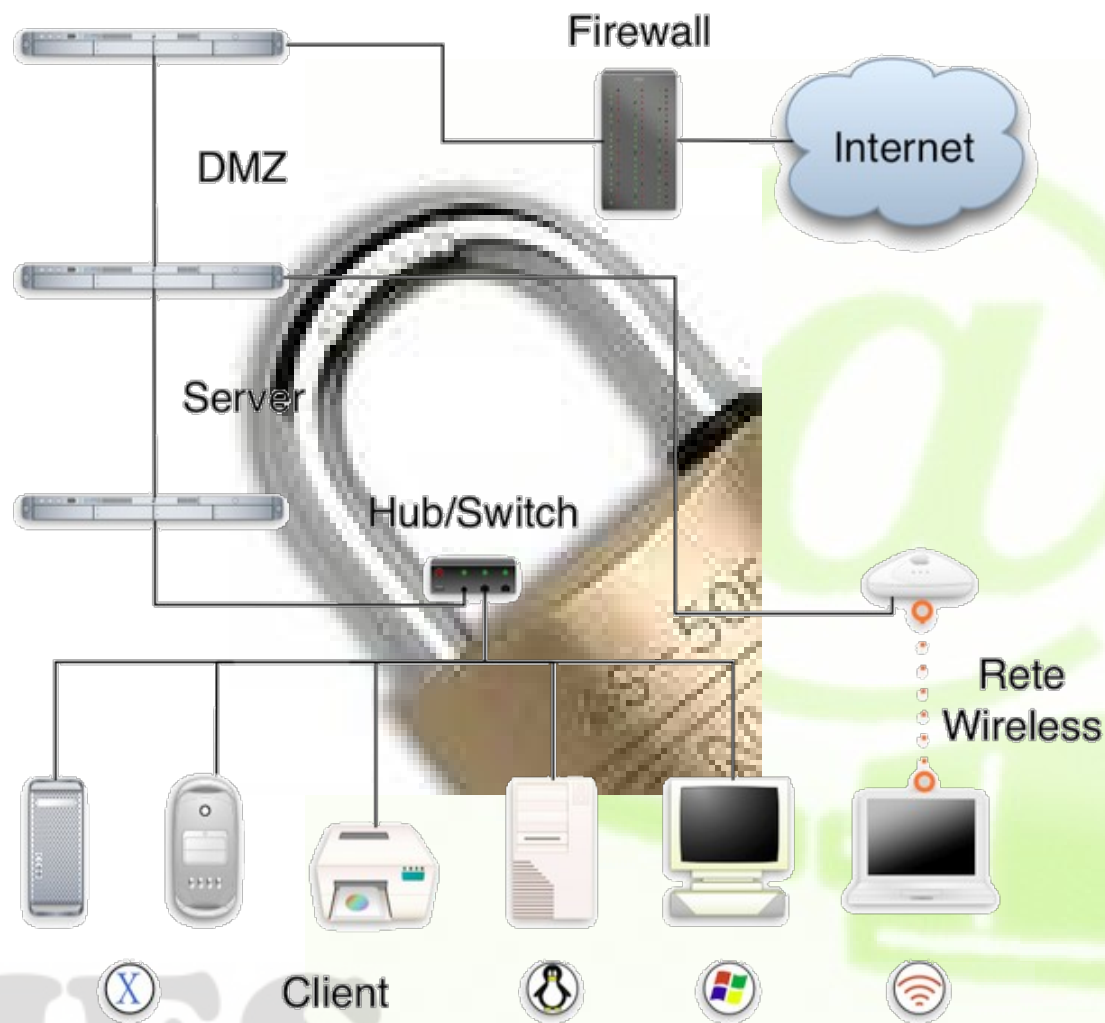 Firewall
Internet
DMZ
Server
Hub/Switch
Rete
Wireless
X
Client